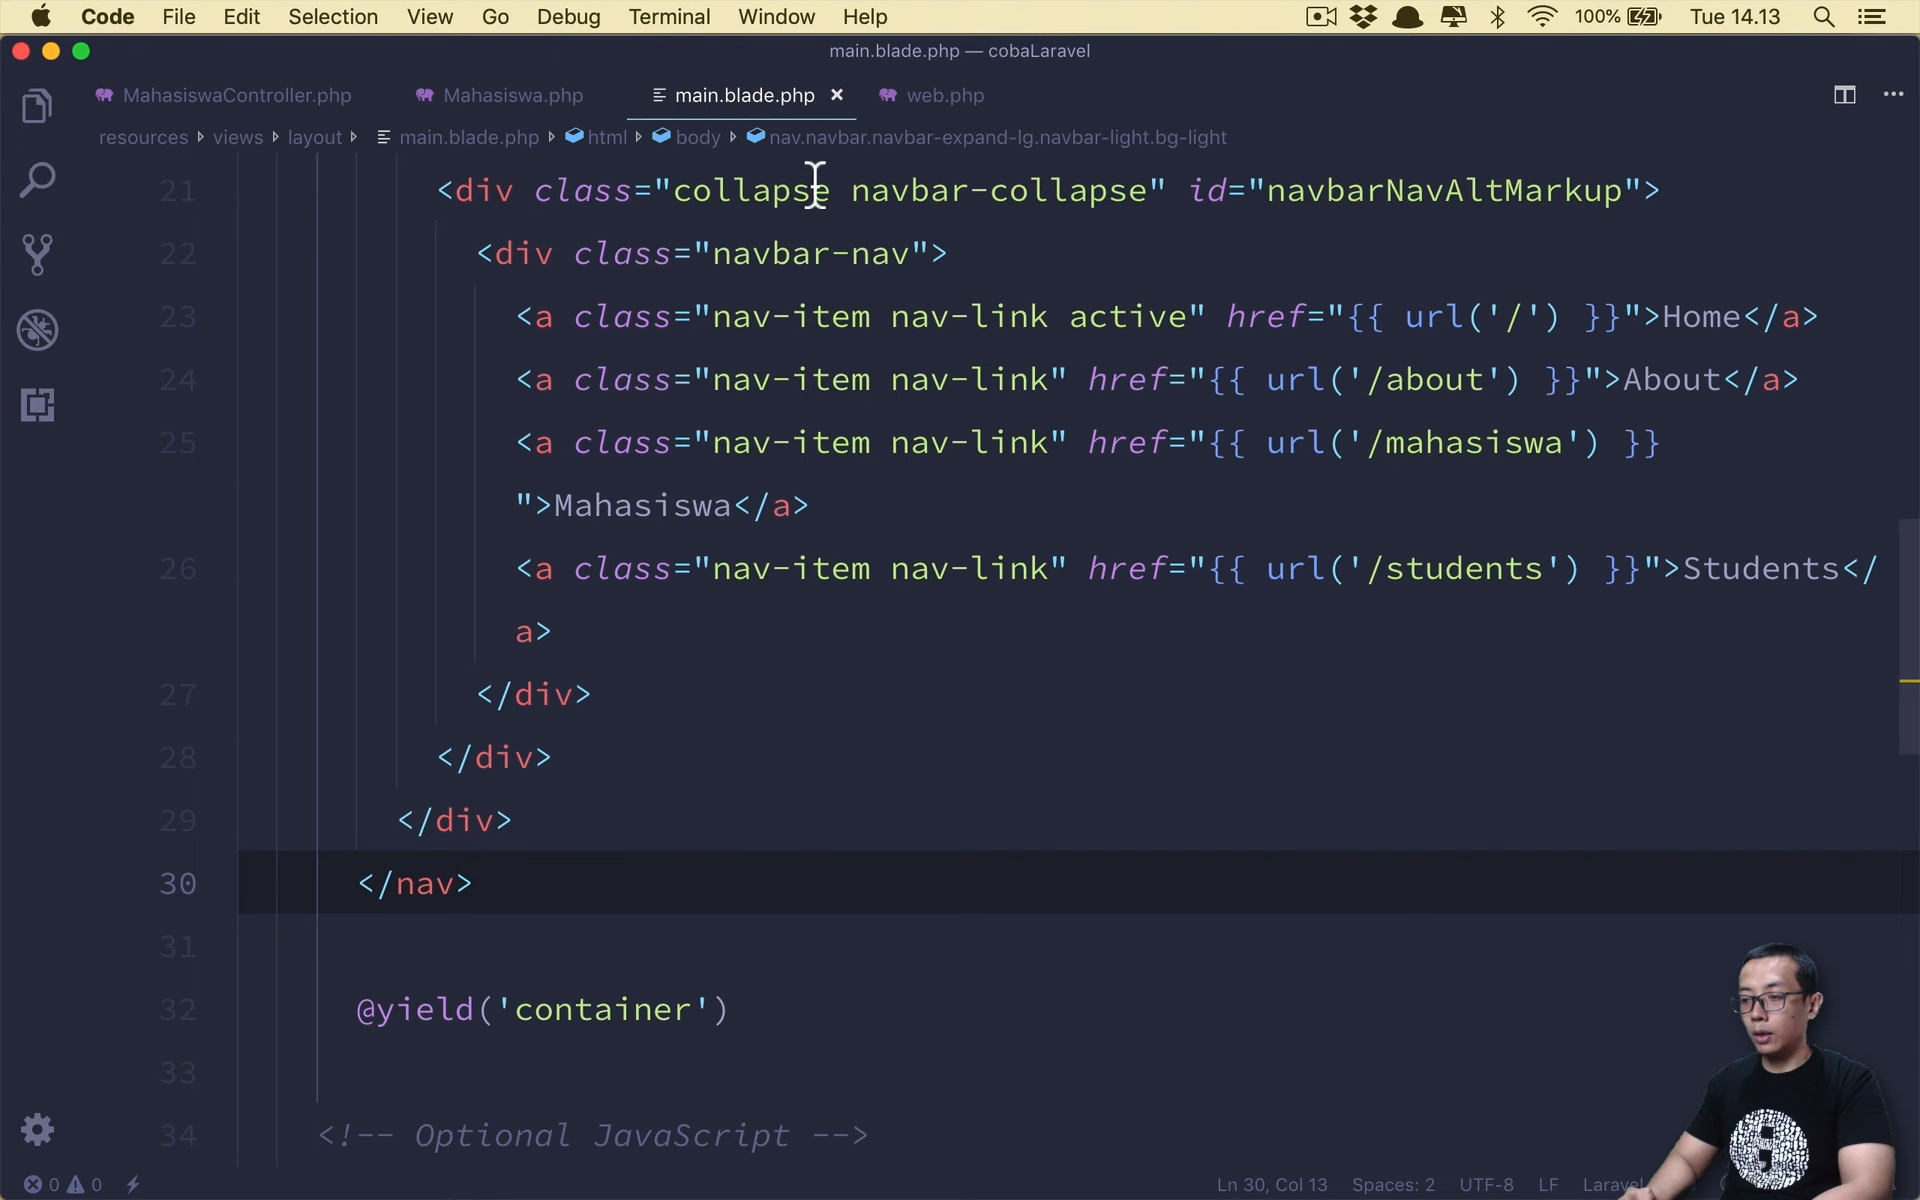 Code File Edit Selection View Go Debug Terminal Window Help 100% Tue 14.13
main.blade.php — cobaLaravel
MahasiswaController.php Mahasiswa.php main.blade.php × web.php ...
resources views layout main.blade.php html body nav.navbar.navbar-expand-lg.navbar-light.bg-light
21 <div class="collapse navbar-collapse" id="navbarNavAltMarkup">
22 <div class="navbar-nav">
23 <a class="nav-item nav-link active" href="{{ url('/') }}">Home</a>
24 <a class="nav-item nav-link" href="{{ url('/about') }}">About</a>
25 <a class="nav-item nav-link" href="{{ url('/mahasiswa') }}
">Mahasiswa</a>
26 <a class="nav-item nav-link" href="{{ url('/students') }}">Students</
a>
27 </div>
28 </div>
29 </div>
30 </nav>
31
32 @yield('container')
33
34 <!-- Optional JavaScript -->
0 0 Ln 30, Col 13 Spaces: 2 UTF-8 LF